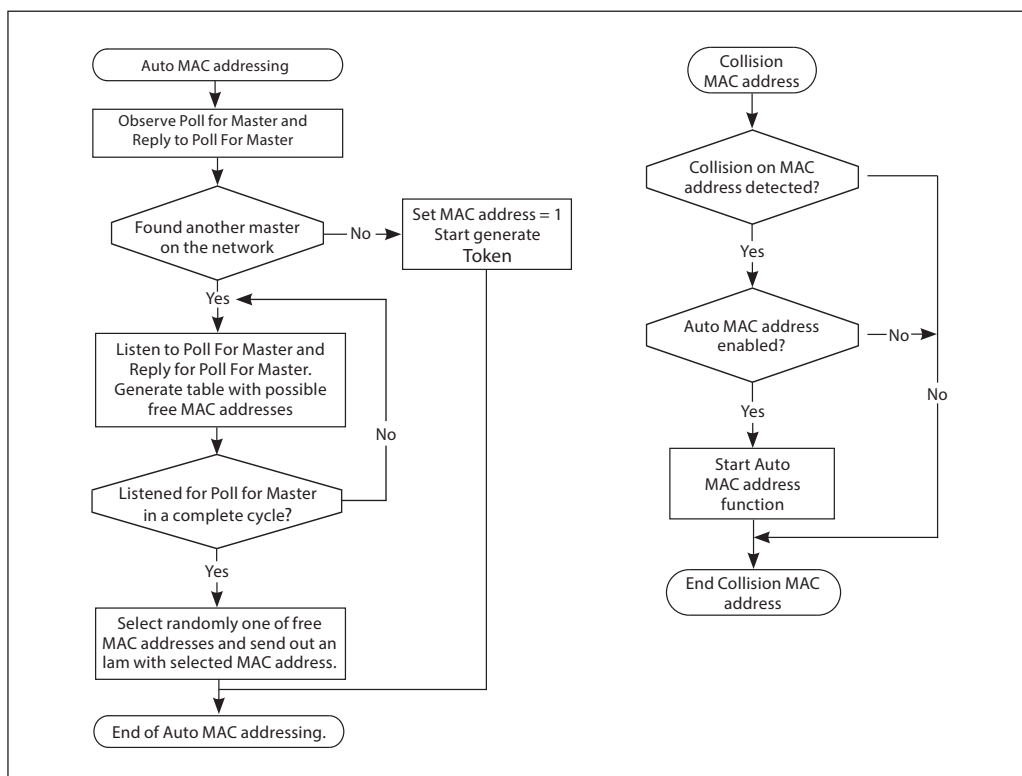 Auto MAC addressing
Observe Poll for Master and
Reply to Poll For Master
Found another master
on the network
No
Set MAC address = 1
Start generate
Token
Yes
Listen to Poll For Master and
Reply for Poll For Master.
Generate table with possible
free MAC addresses
No
Listened for Poll for Master
in a complete cycle?
Yes
Select randomly one of free
MAC addresses and send out an
Iam with selected MAC address.
End of Auto MAC addressing.
Collision
MAC address
Collision on MAC
address detected?
Yes
Auto MAC address
enabled?
No
No
Yes
Start Auto
MAC address
function
End Collision MAC
address